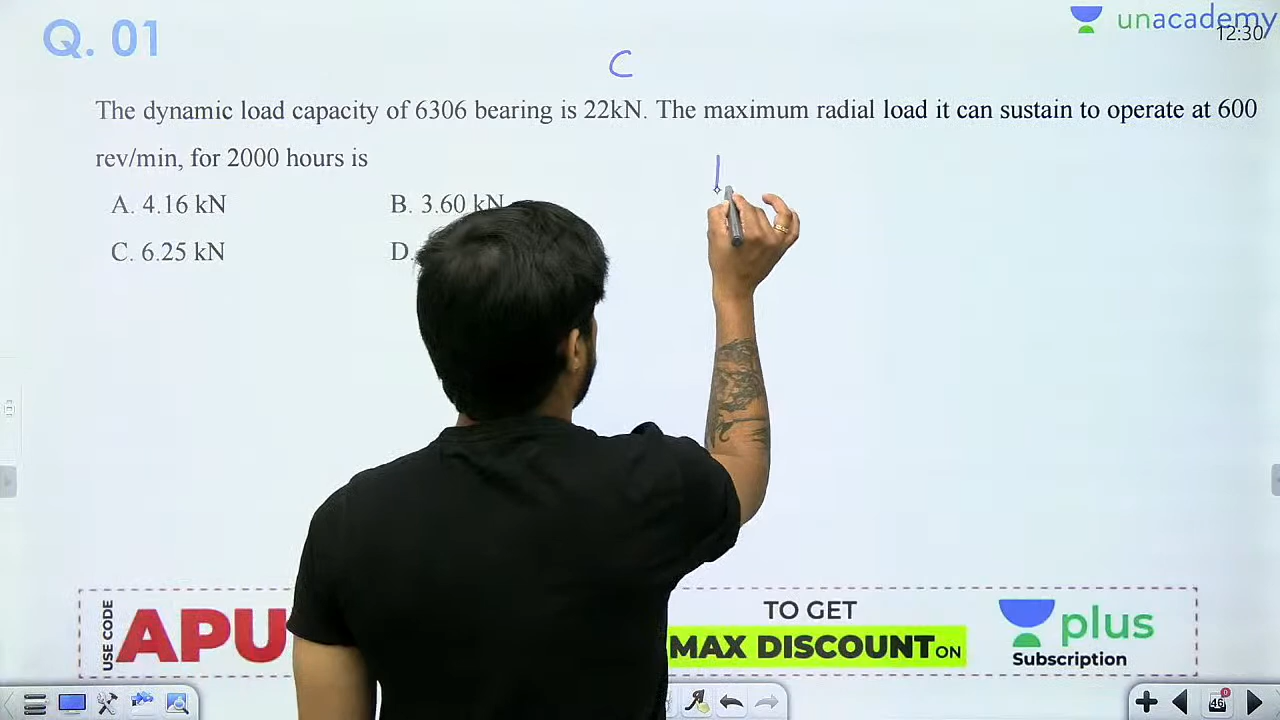 Q. 01
unacademy
12:30
C
The dynamic load capacity of 6306 bearing is 22kN. The maximum radial load it can sustain to operate at 600
rev/min, for 2000 hours is
A. 4.16 kN B. 3.60 kN
C. 6.25 kN D.
USE CODE
APU
TO GET
MAX DISCOUNT ON
plus
Subscription
46
0